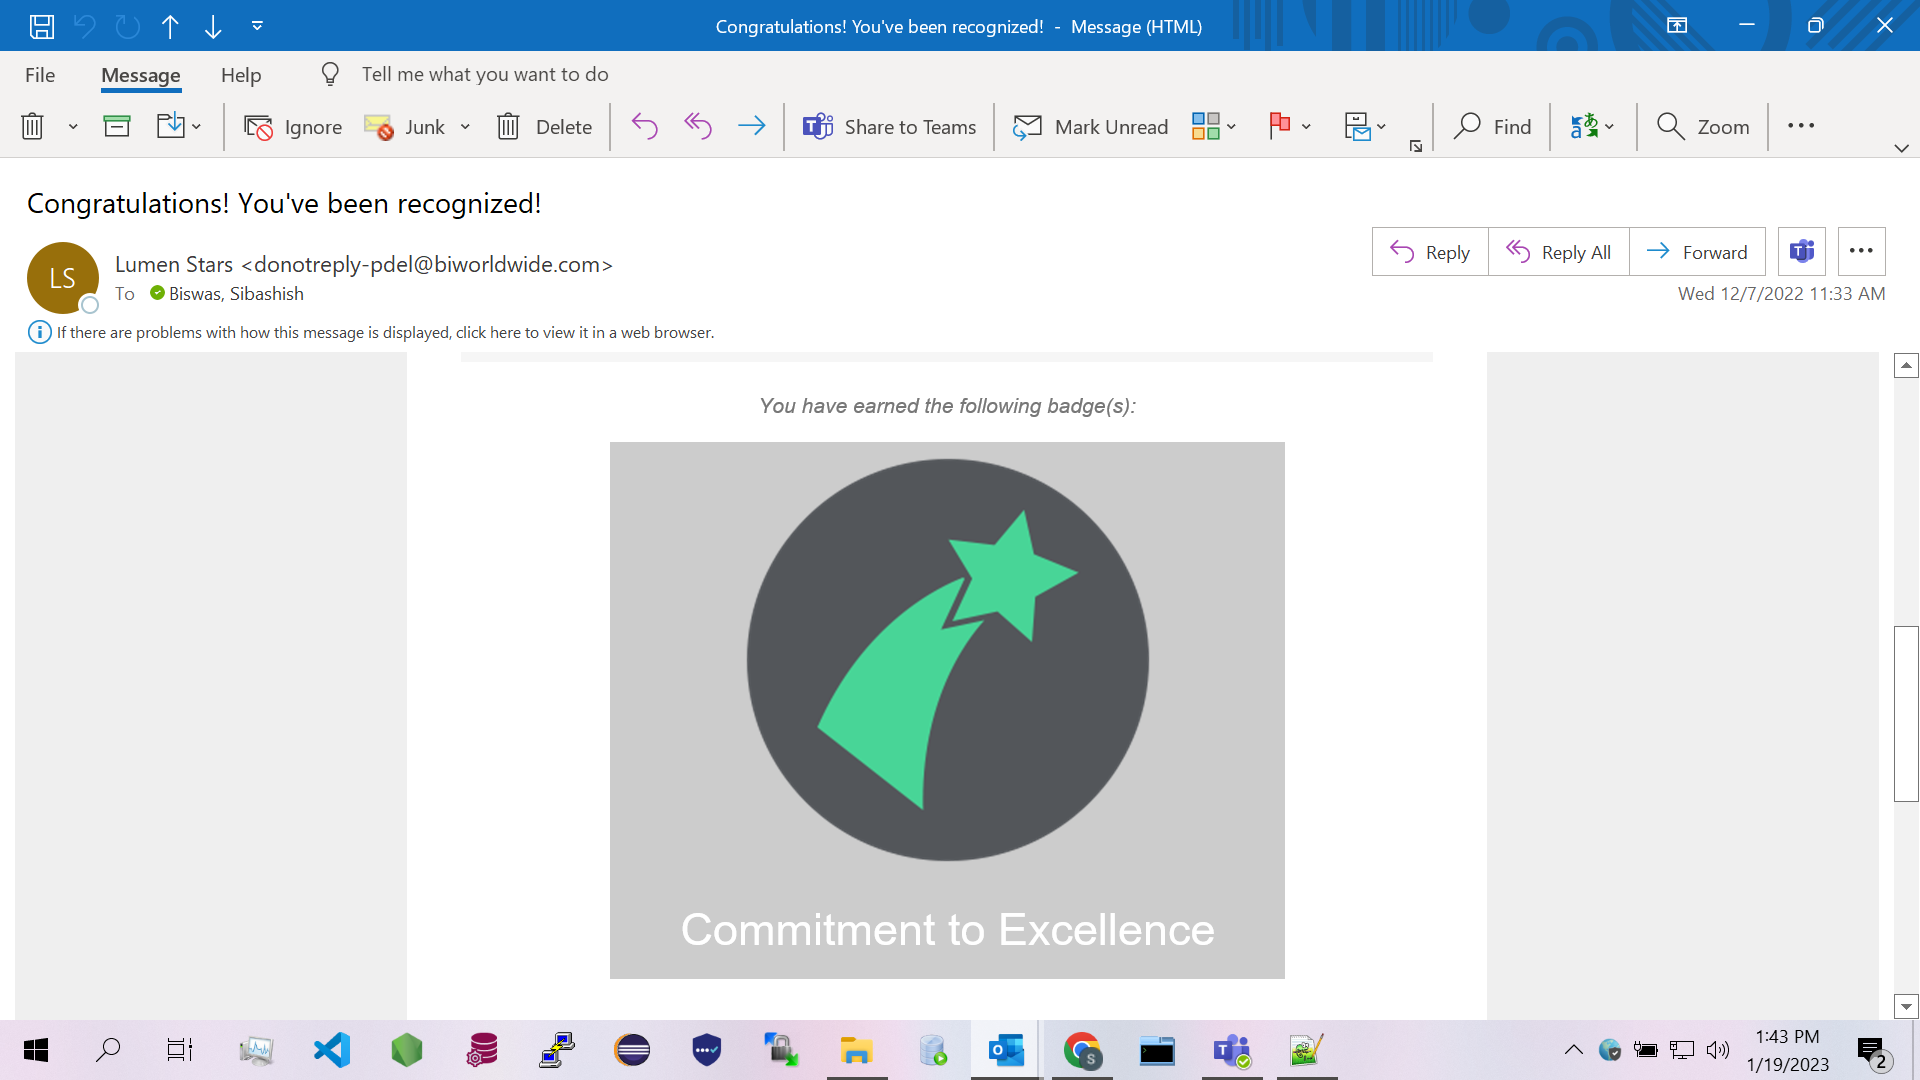 Congratulations! You've been recognized! - Message (HTML)
File Message Help Tell me what you want to do
Ignore Junk Delete Share to Teams Mark Unread Find Zoom
Congratulations! You've been recognized!
LS
Lumen Stars <donotreply-pdel@biworldwide.com>
Reply Reply All Forward
To Biswas, Sibashish
Wed 12/7/2022 11:33 AM
If there are problems with how this message is displayed, click here to view it in a web browser.
You have earned the following badge(s):
Commitment to Excellence
1:43 PM
1/19/2023
2